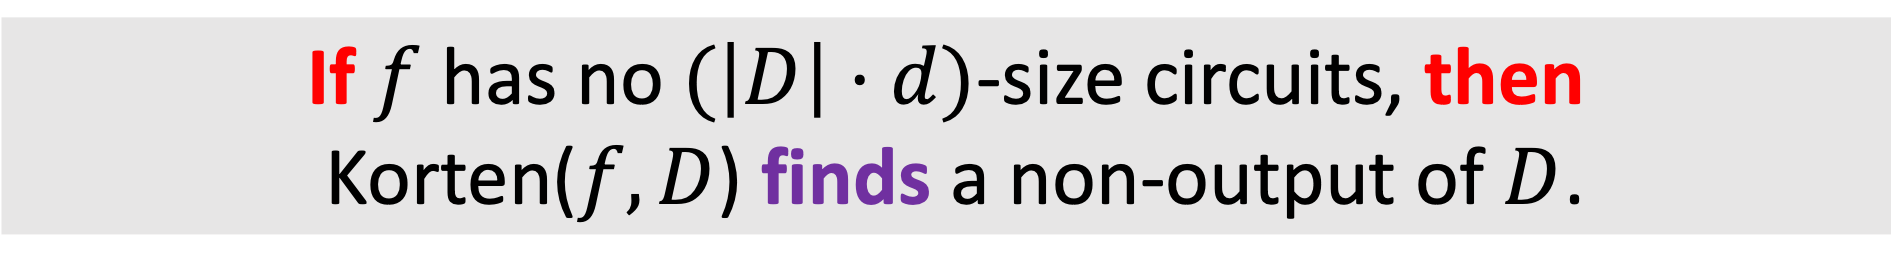 If f has no (|D| · d)-size circuits, then
Korten(f, D) finds a non-output of D.